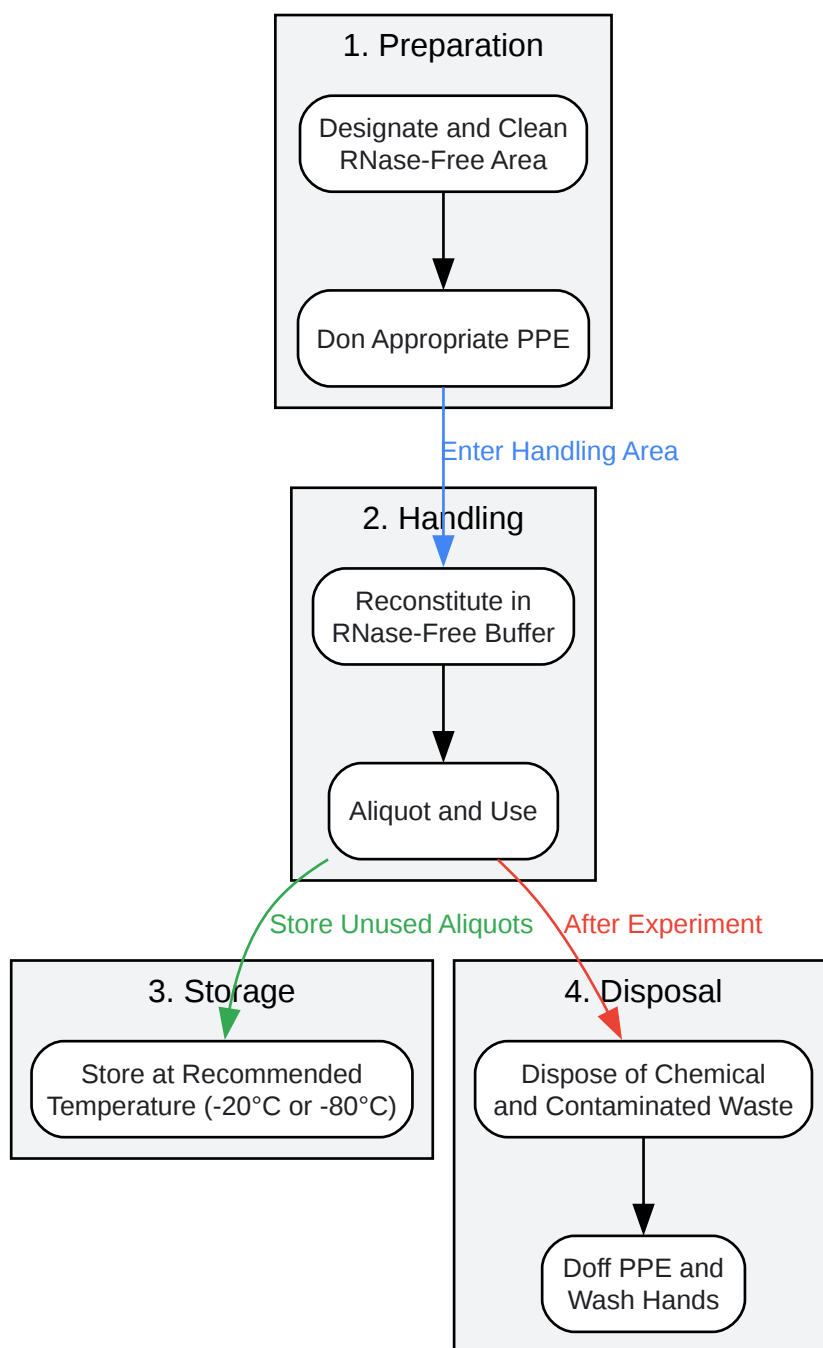 1. Preparation
Designate and Clean
RNase-Free Area
Don Appropriate PPE
Enter Handling Area
2. Handling
Reconstitute in
RNase-Free Buffer
Aliquot and Use
Store Unused Aliquots
After Experiment
3. Storage
Store at Recommended
Temperature (-20°C or -80°C)
4. Disposal
Dispose of Chemical
and Contaminated Waste
Doff PPE and
Wash Hands